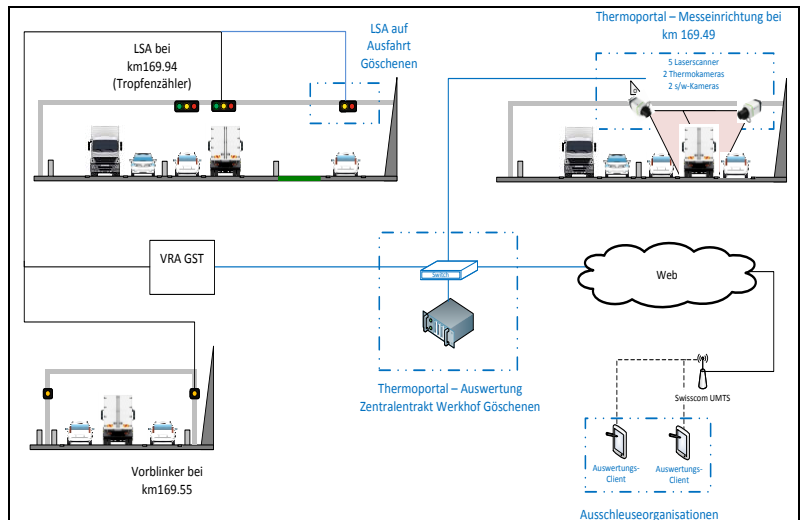 LSA bei
km169.94
(Tropfenzähler)
LSA auf
Ausfahrt
Göschenen
Thermoportal – Messeinrichtung bei
km 169.49
5 Laserscanner
2 Thermokameras
2 s/w-Kameras
VRA GST
Switch
Web
Thermoportal – Auswertung
Zentralentrakt Werkhof Göschenen
Swisscom UMTS
Vorblinker bei
km169.55
Auswertungs-
Client
Auswertungs-
Client
Ausschleuseorganisationen